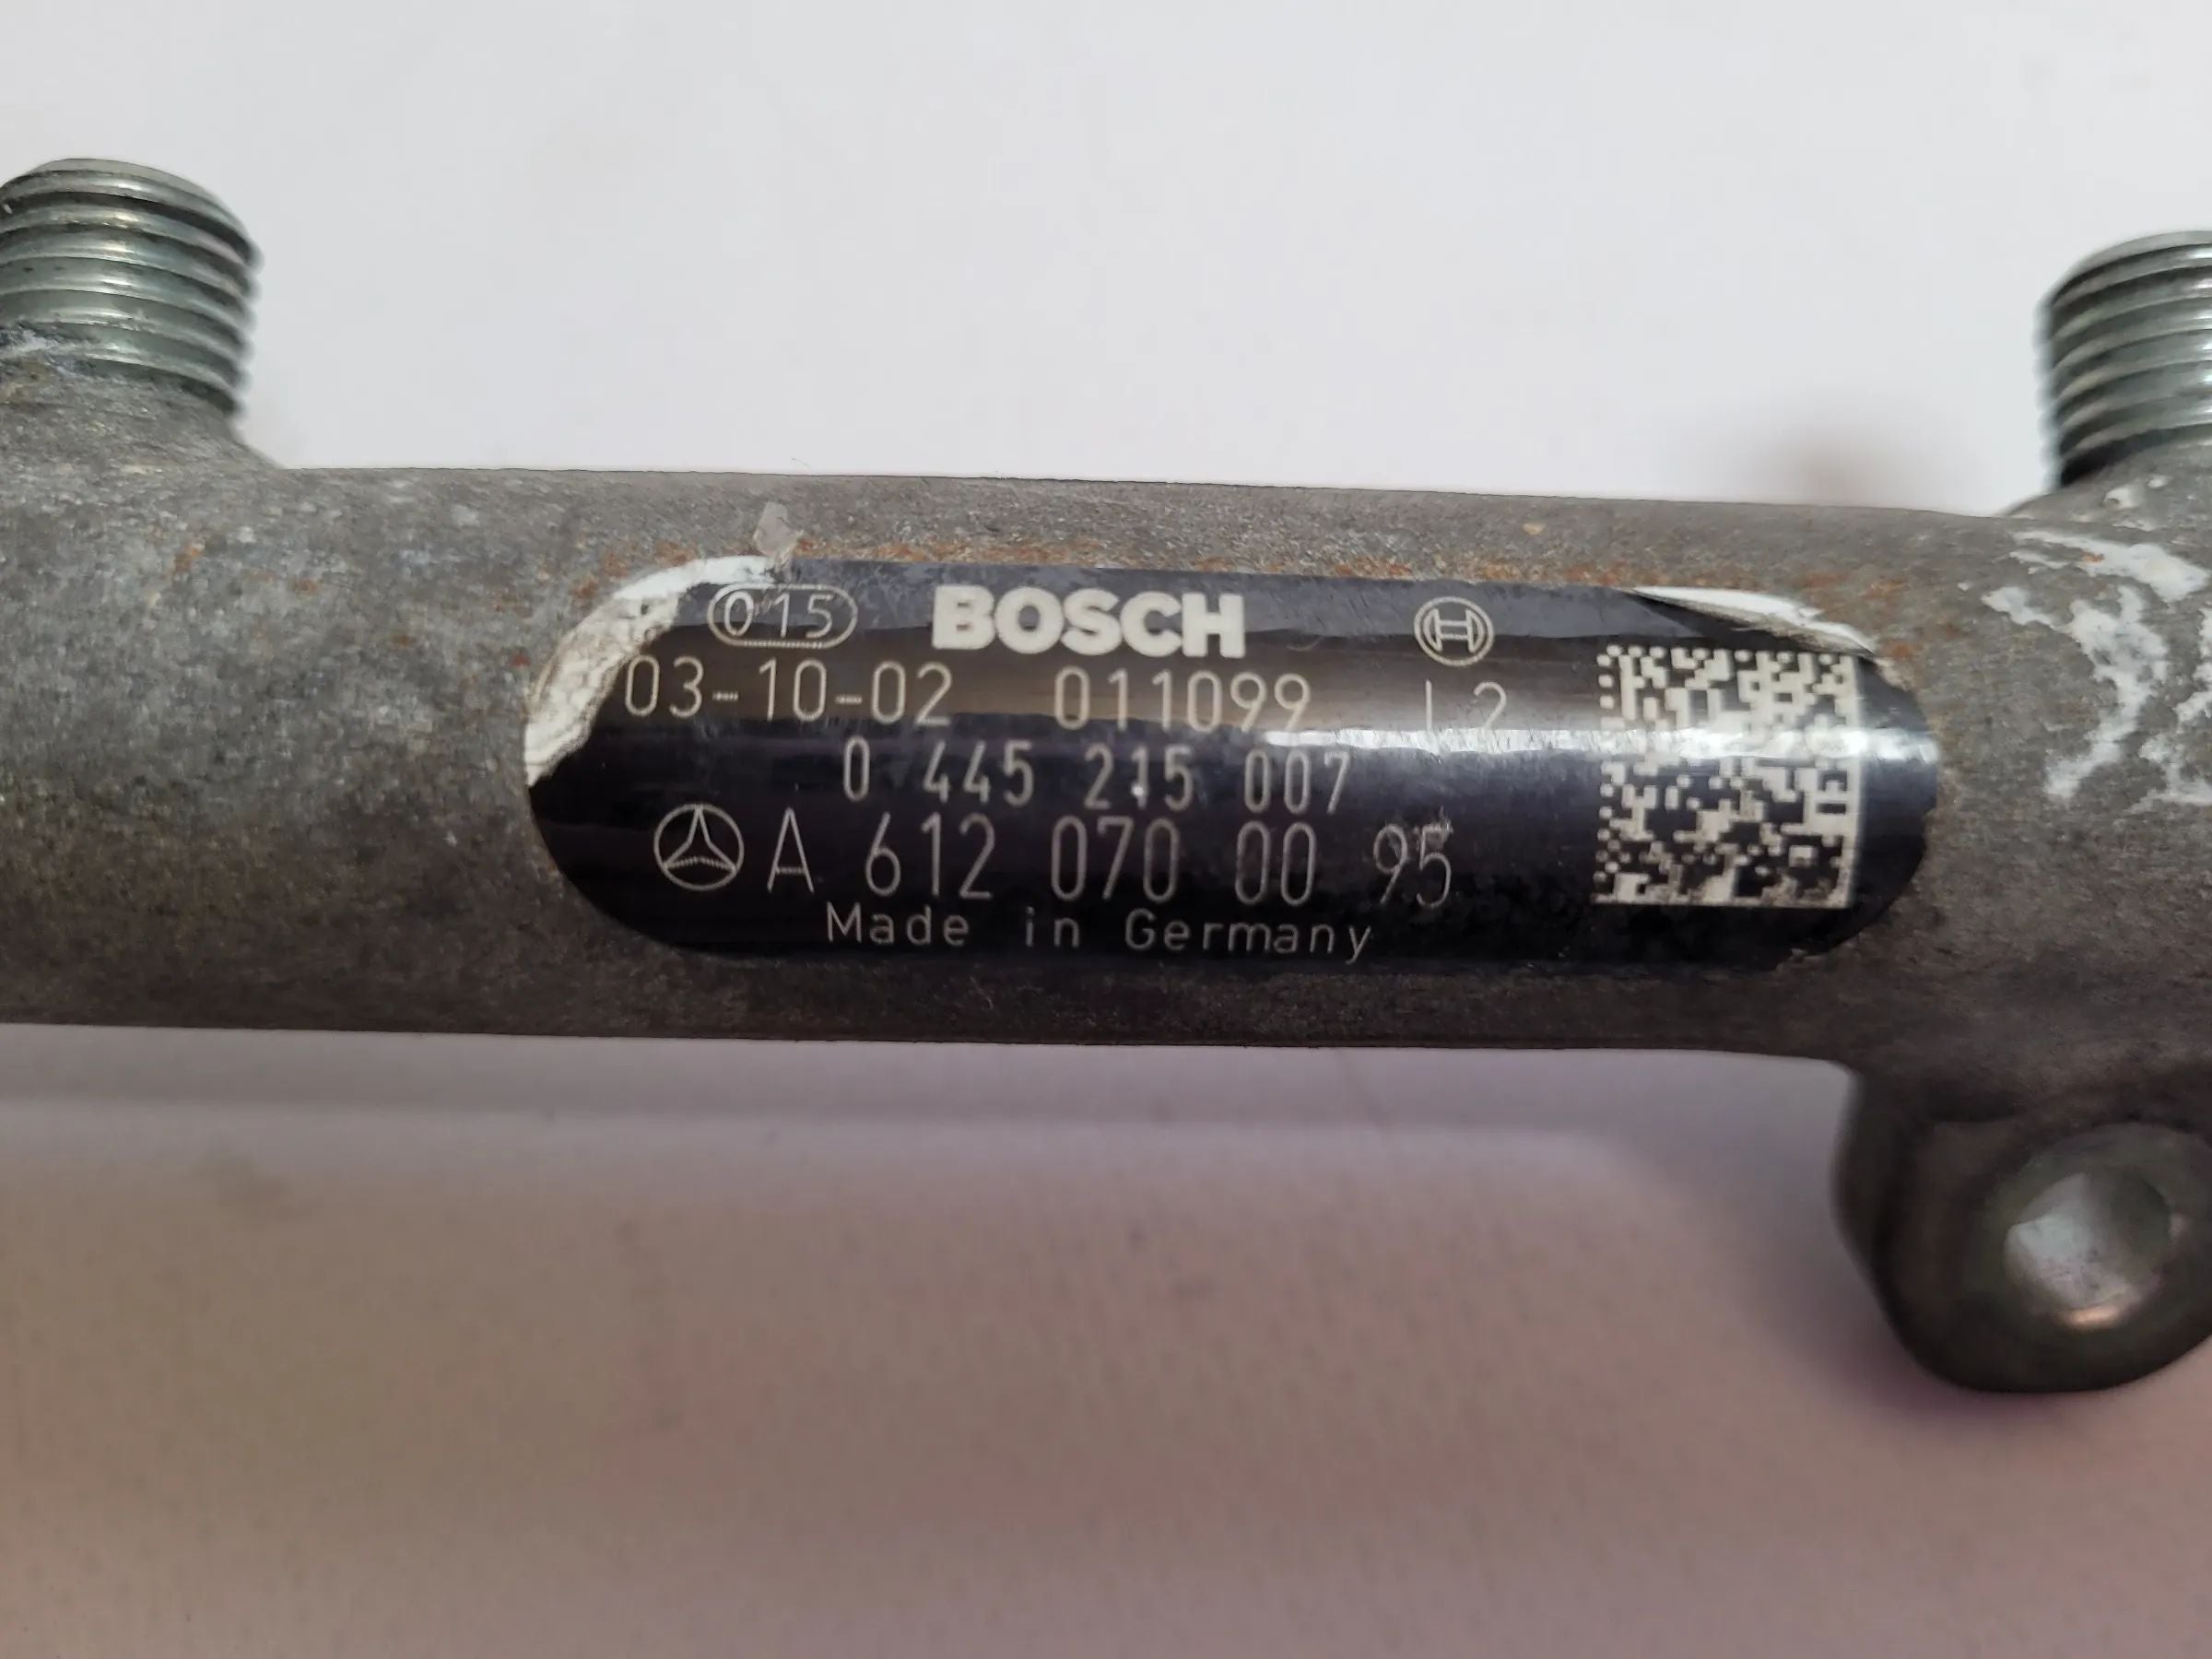 015 BOSCH
03-10-02 011099 L2
0 445 215 007
A 612 070 00 95
Made in Germany